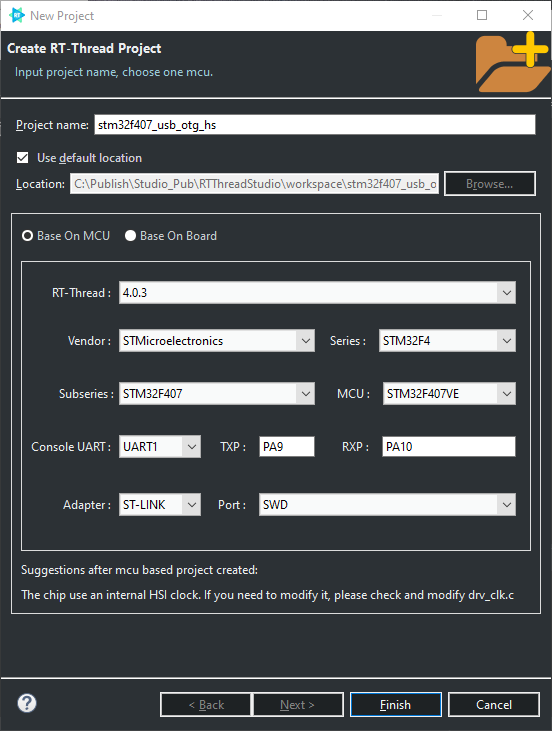 RT New Project
Create RT-Thread Project
Input project name, choose one mcu.
Project name: stm32f407_usb_otg_hs
Use default location
Location: C:\Publish\Studio_Pub\RTThreadStudio\workspace\stm32f407_usb_o Browse...
Base On MCU Base On Board
RT-Thread : 4.0.3
Vendor : STMicroelectronics Series : STM32F4
Subseries : STM32F407 MCU : STM32F407VE
Console UART : UART1 TXP : PA9 RXP : PA10
Adapter : ST-LINK Port : SWD
Suggestions after mcu based project created:
The chip use an internal HSI clock. If you need to modify it, please check and modify drv_clk.c
? < Back Next > Finish Cancel